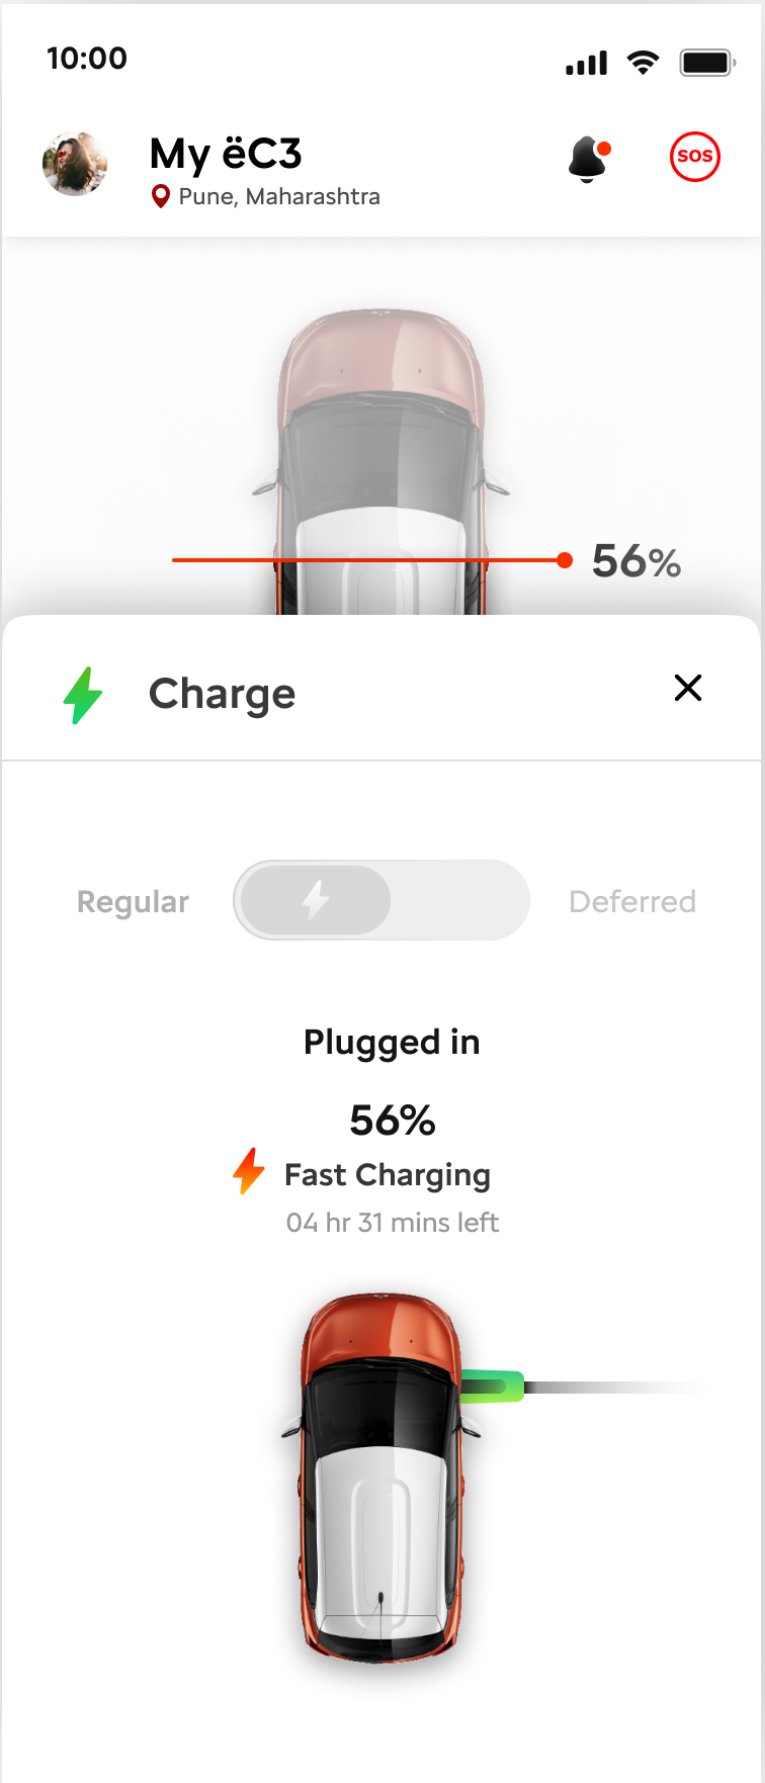 10:00
My ëC3
Pune, Maharashtra
SOS
56%
Charge
Regular
Deferred
Plugged in
56%
Fast Charging
04 hr 31 mins left